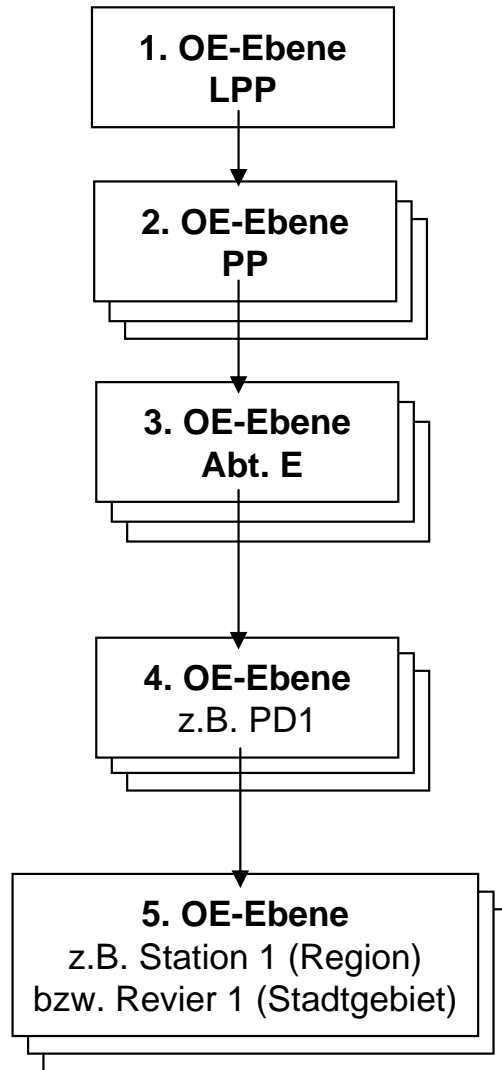 1. OE-Ebene
LPP
2. OE-Ebene
PP
3. OE-Ebene
Abt. E
4. OE-Ebene
z.B. PD1
5. OE-Ebene
z.B. Station 1 (Region)
bzw. Revier 1 (Stadtgebiet)